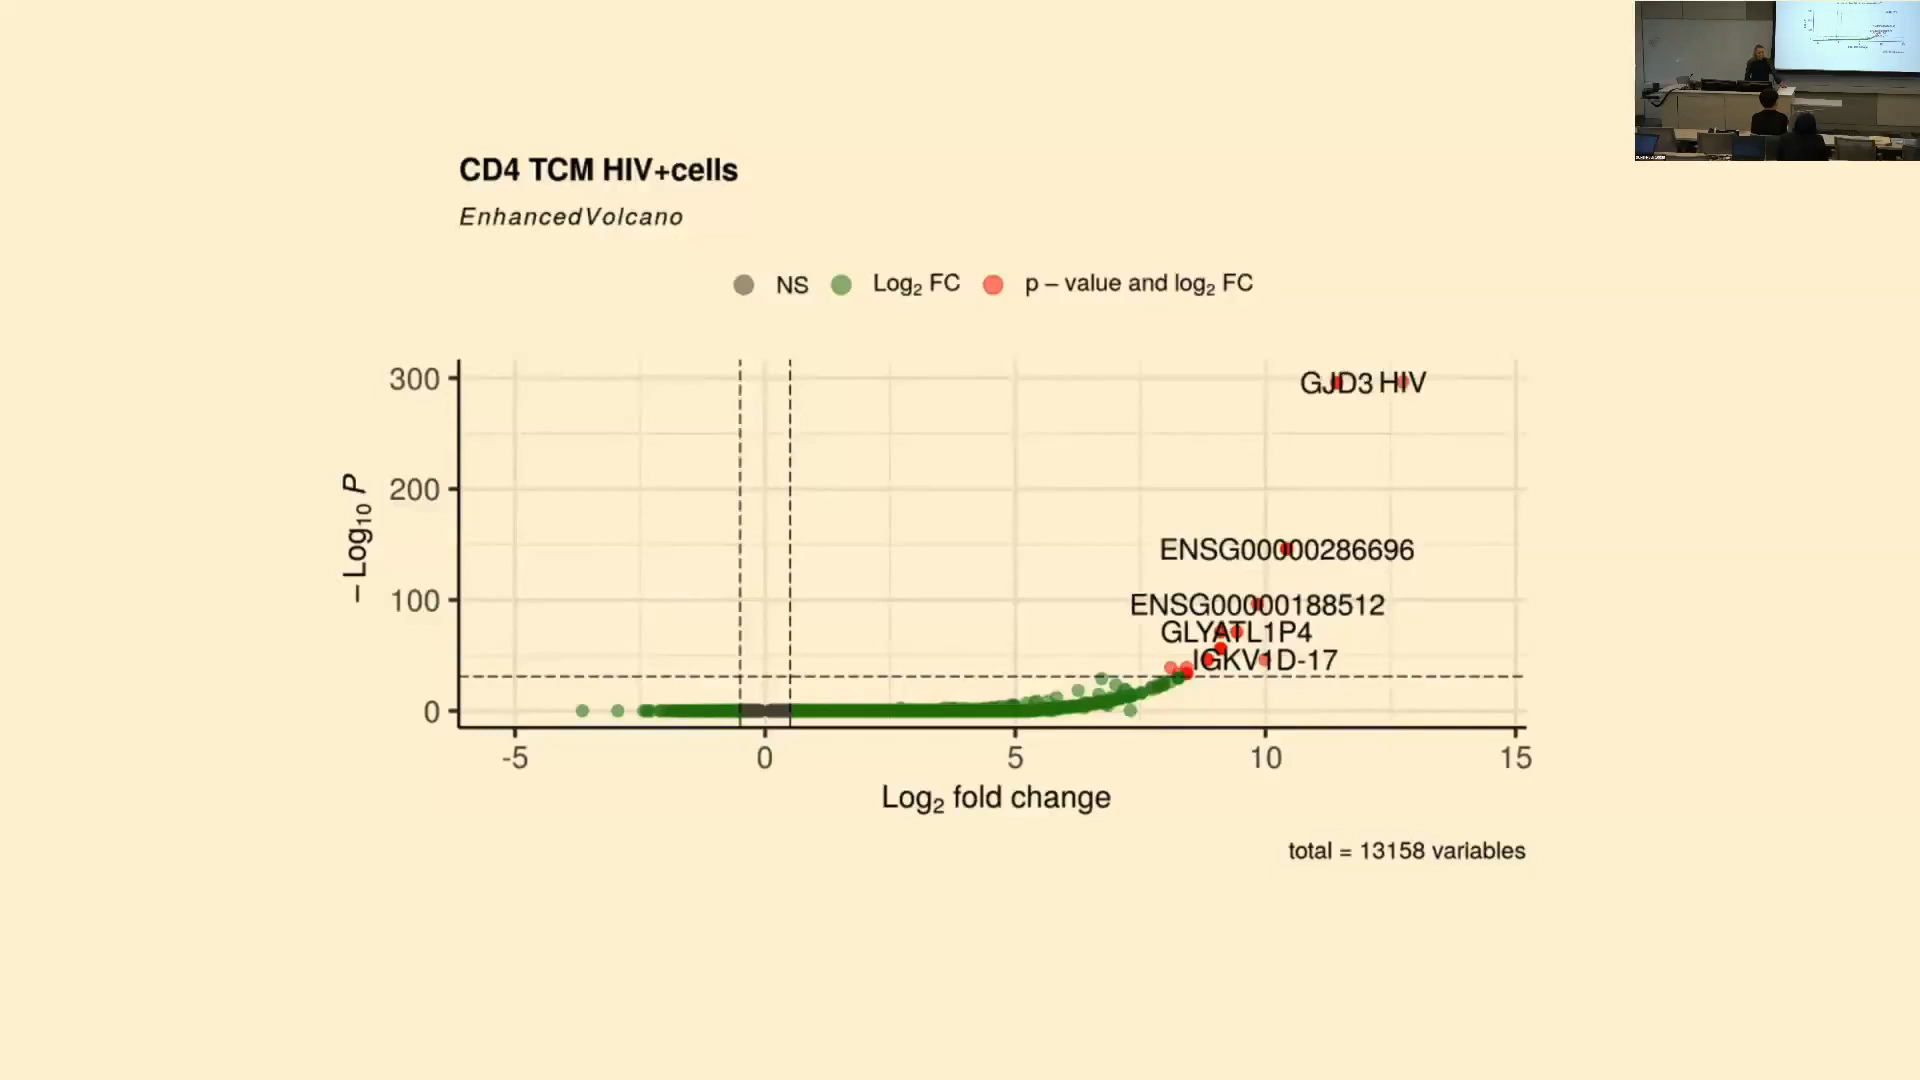 CD4 TCM HIV+cells
EnhancedVolcano
NS Log2 FC p – value and log2 FC
– Log10 P
300
200
100
0
GJD3 HIV
ENSG00000286696
ENSG00000188512
GLYATL1P4
IGKV1D-17
-5 0 5 10 15
Log2 fold change
total = 13158 variables